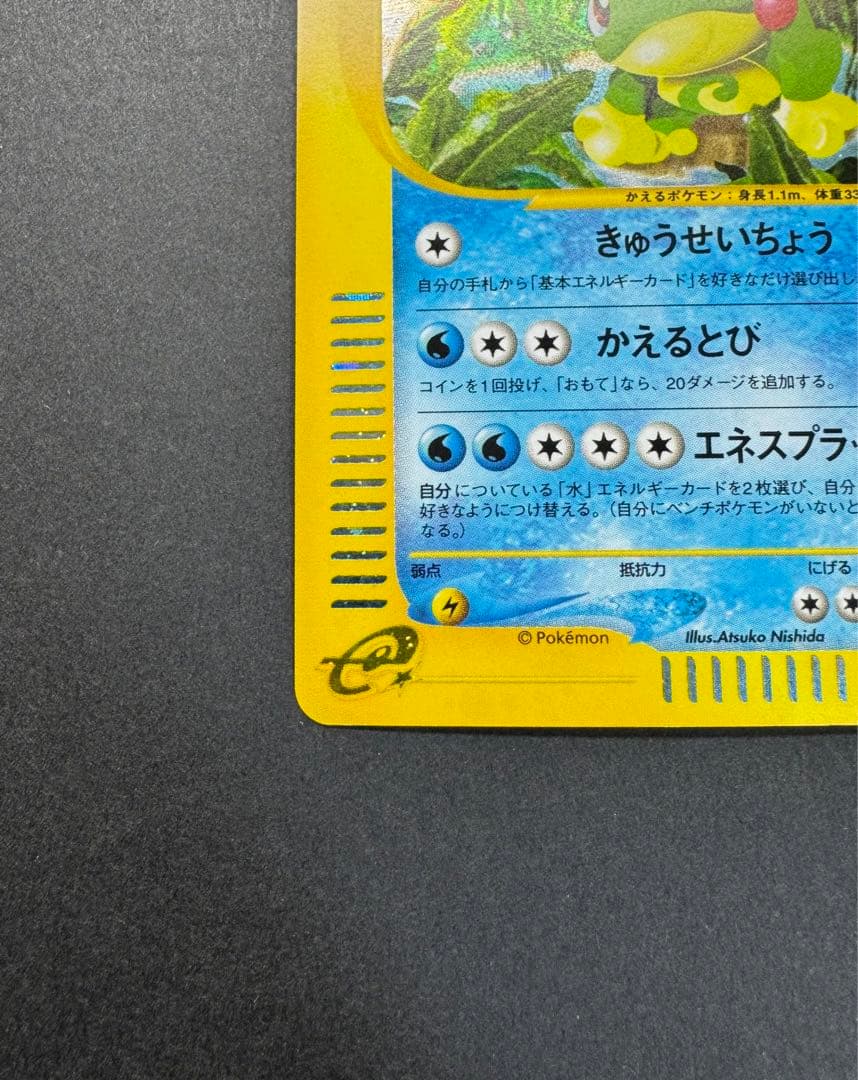 かえるポケモン：身長1.1m、体重33
きゅうせいちょう
自分の手札から「基本エネルギーカード」を好きなだけ選び出し、
かえるとび
コインを1回投げ、「おもて」なら、20ダメージを追加する。
エネスプラッ
自分についている「水」エネルギーカードを2枚選び、自分
好きなようにつけ替える。（自分にベンチポケモンがいないと
なる。）
弱点 抵抗力 にげる
© Pokémon Illus.Atsuko Nishida
e